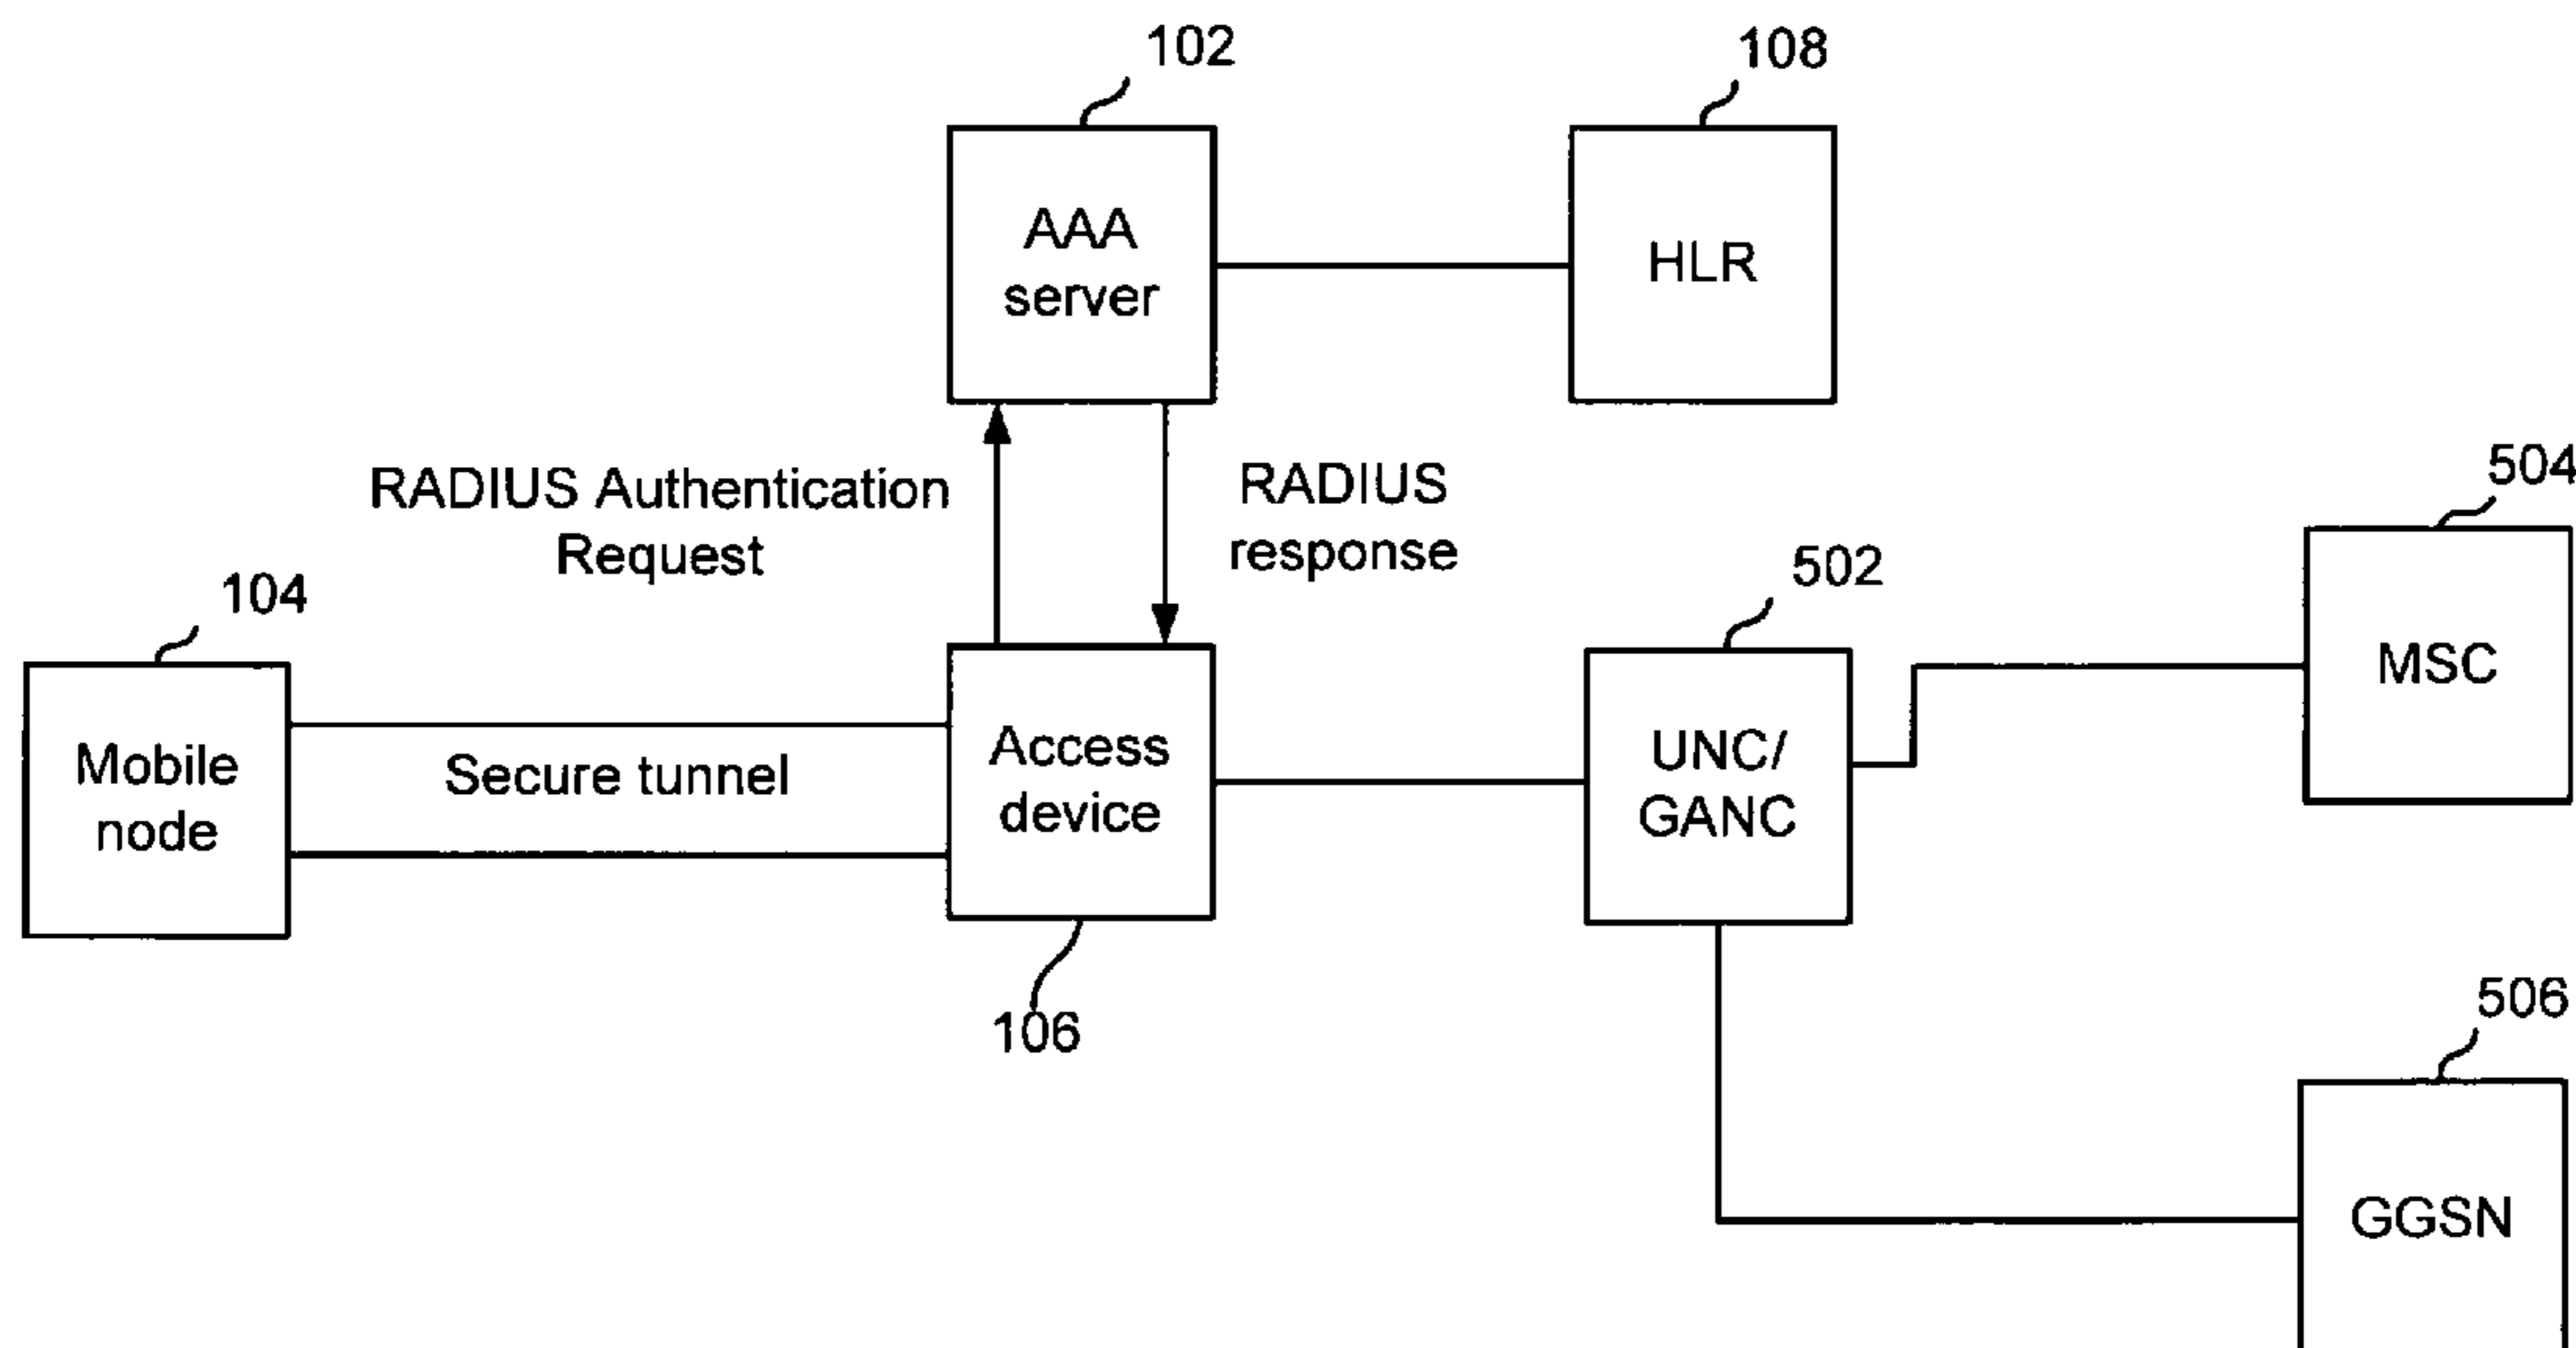 102
108
AAA
server
HLR
RADIUS Authentication
Request
RADIUS
response
504
502
104
MSC
Mobile
node
Secure tunnel
Access
device
UNC/
GANC
106
506
GGSN